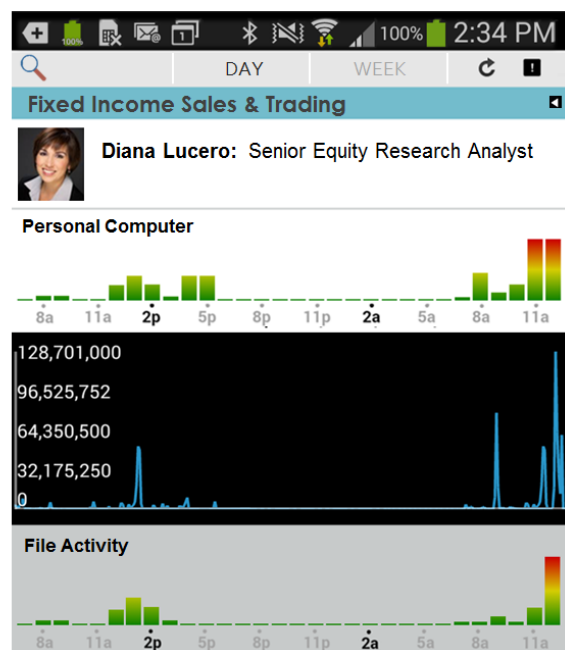 100% 1 100% 2:34 PM
DAY WEEK
Fixed Income Sales & Trading
Diana Lucero: Senior Equity Research Analyst
Personal Computer
8a 11a 2p 5p 8p 11p 2a 5a 8a 11a
128,701,000
96,525,752
64,350,500
32,175,250
0
File Activity
8a 11a 2p 5p 8p 11p 2a 5a 8a 11a